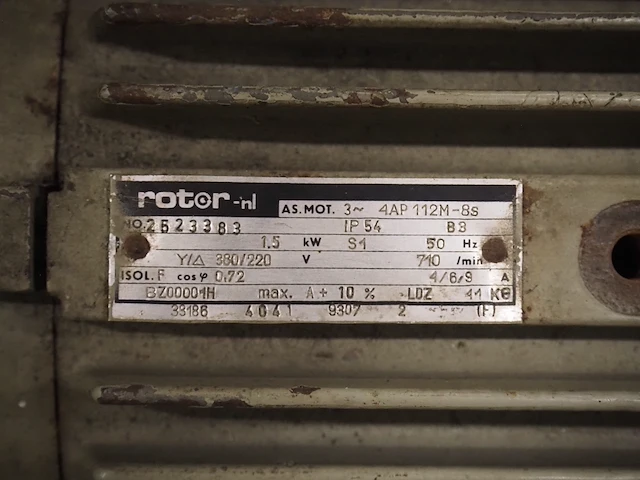 rotor-nl AS.MOT. 3~ 4AP 112M-8s
NO. 2523383 IP 54 B3
1.5 kW S1 50 Hz
Y/△ 380/220 V 710 /min
ISOL. F cos φ 0,72 4/6,9 A
BZ00001H max. A+ 10 % LOZ 44 KG
33186 4041 9307 2 (F)